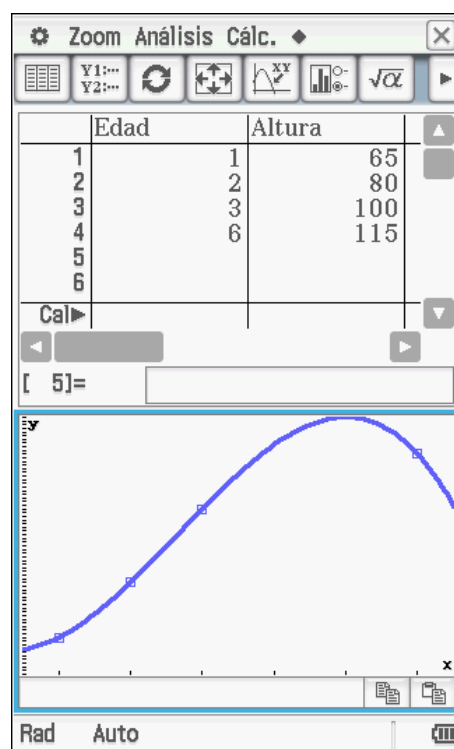 Zoom Análisis Cálc. ◆
Y1:...
Y2:...
XY
√α
Edad Altura
1 1 65
2 2 80
3 3 100
4 6 115
5
6
Cal▶
[ 5]=
y
x
Rad Auto